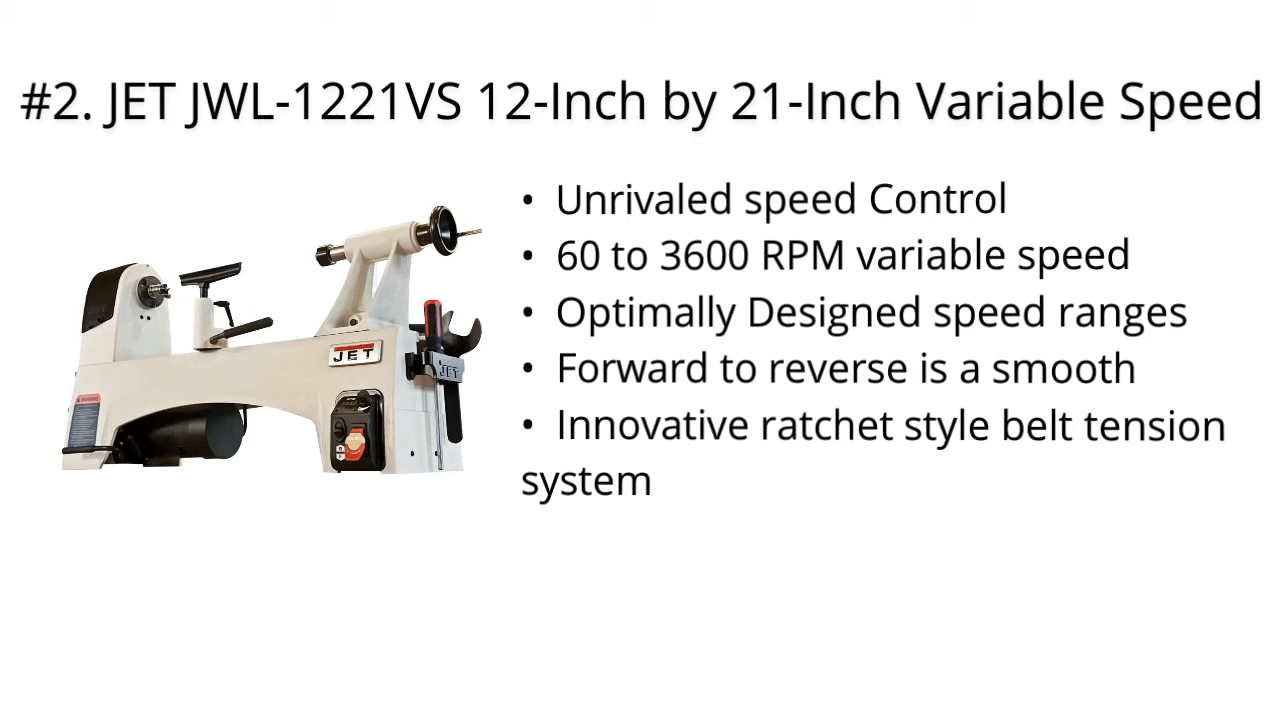 #2. JET JWL-1221VS 12-Inch by 21-Inch Variable Speed
• Unrivaled speed Control
• 60 to 3600 RPM variable speed
• Optimally Designed speed ranges
• Forward to reverse is a smooth
• Innovative ratchet style belt tension
system
JET
JET
WARNING